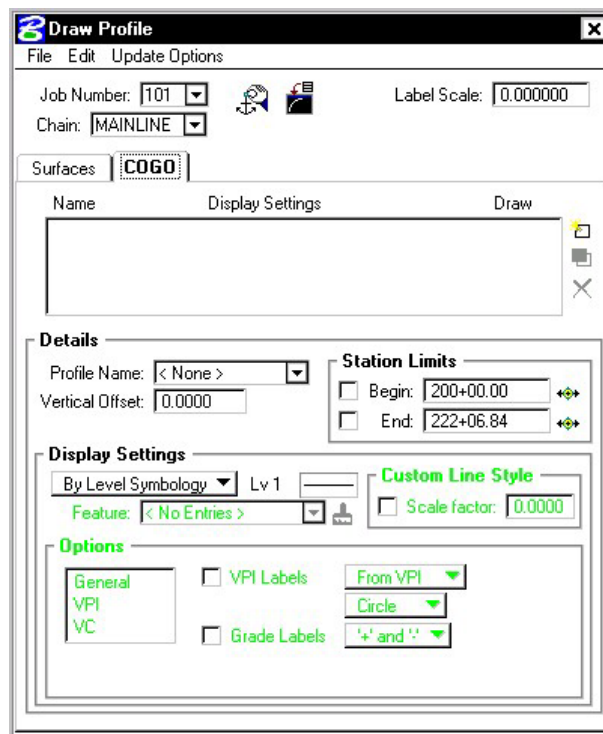 Draw Profile
File Edit Update Options
Job Number: 101 Label Scale: 0.000000
Chain: MAINLINE
Surfaces COGO
Name Display Settings Draw
Details
Station Limits
Profile Name: < None >
Begin: 200+00.00
Vertical Offset: 0.0000
End: 222+06.84
Display Settings
Custom Line Style
By Level Symbology Lv 1
Scale factor: 0.0000
Feature: < No Entries >
Options
General VPI Labels From VPI
VPI Circle
VC Grade Labels '+' and '-'